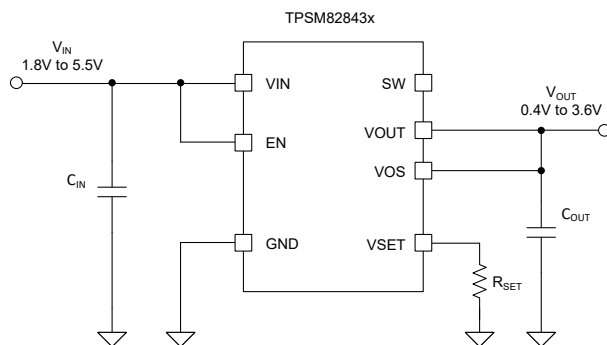 TPSM82843x
VIN
1.8V to 5.5V
VIN
SW
VOUT
0.4V to 3.6V
VOUT
EN
VOS
CIN
COUT
GND
VSET
RSET